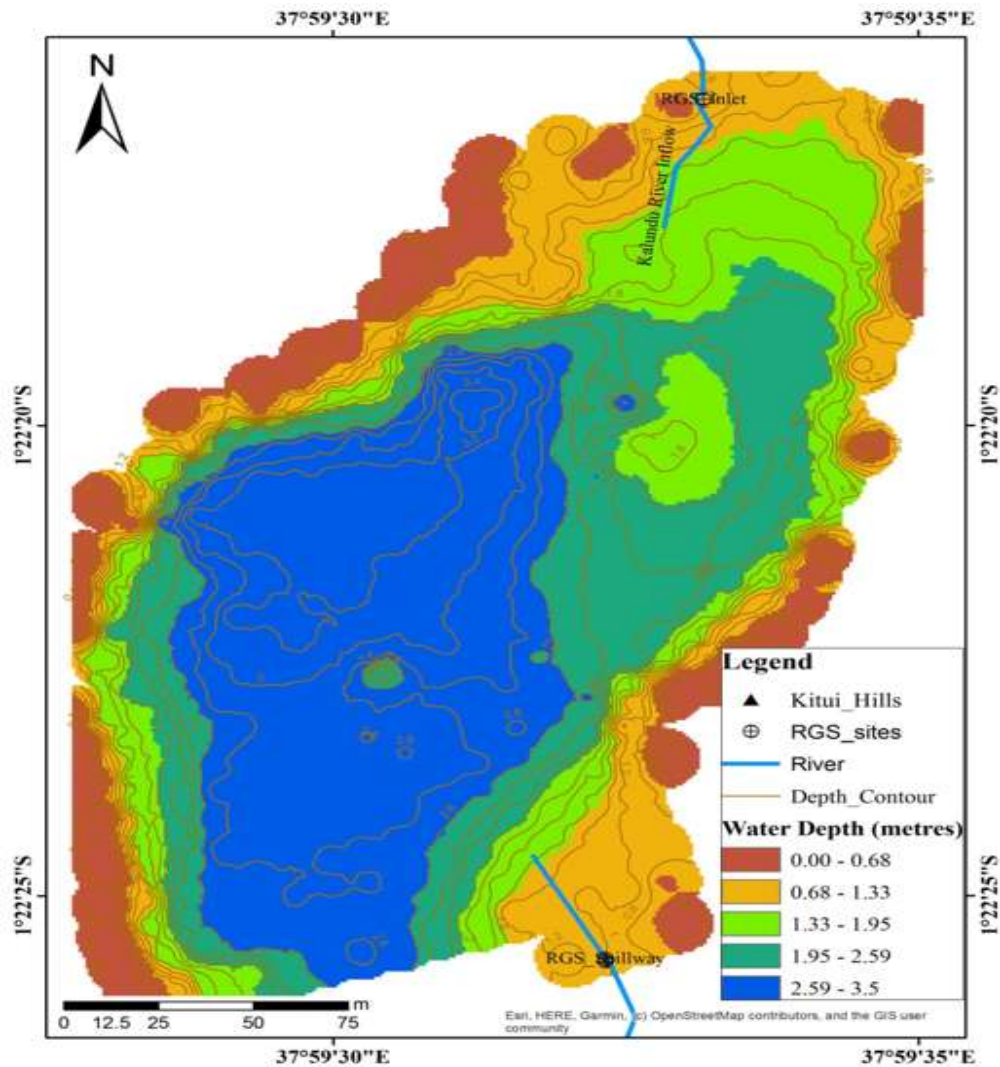 37°59'30"E 37°59'35"E
N
RGS Inlet
Kalundu River Inflow
1°22'20"S 1°22'20"S
Legend
Kitui_Hills
RGS_sites
River
Depth_Contour
Water Depth (metres)
0.00 - 0.68
0.68 - 1.33
1.33 - 1.95
1.95 - 2.59
2.59 - 3.5
1°22'25"S 1°22'25"S
RGS_Spillway
m
0 12.5 25 50 75
Esri, HERE, Garmin, (c) OpenStreetMap contributors, and the GIS user
community
37°59'30"E 37°59'35"E